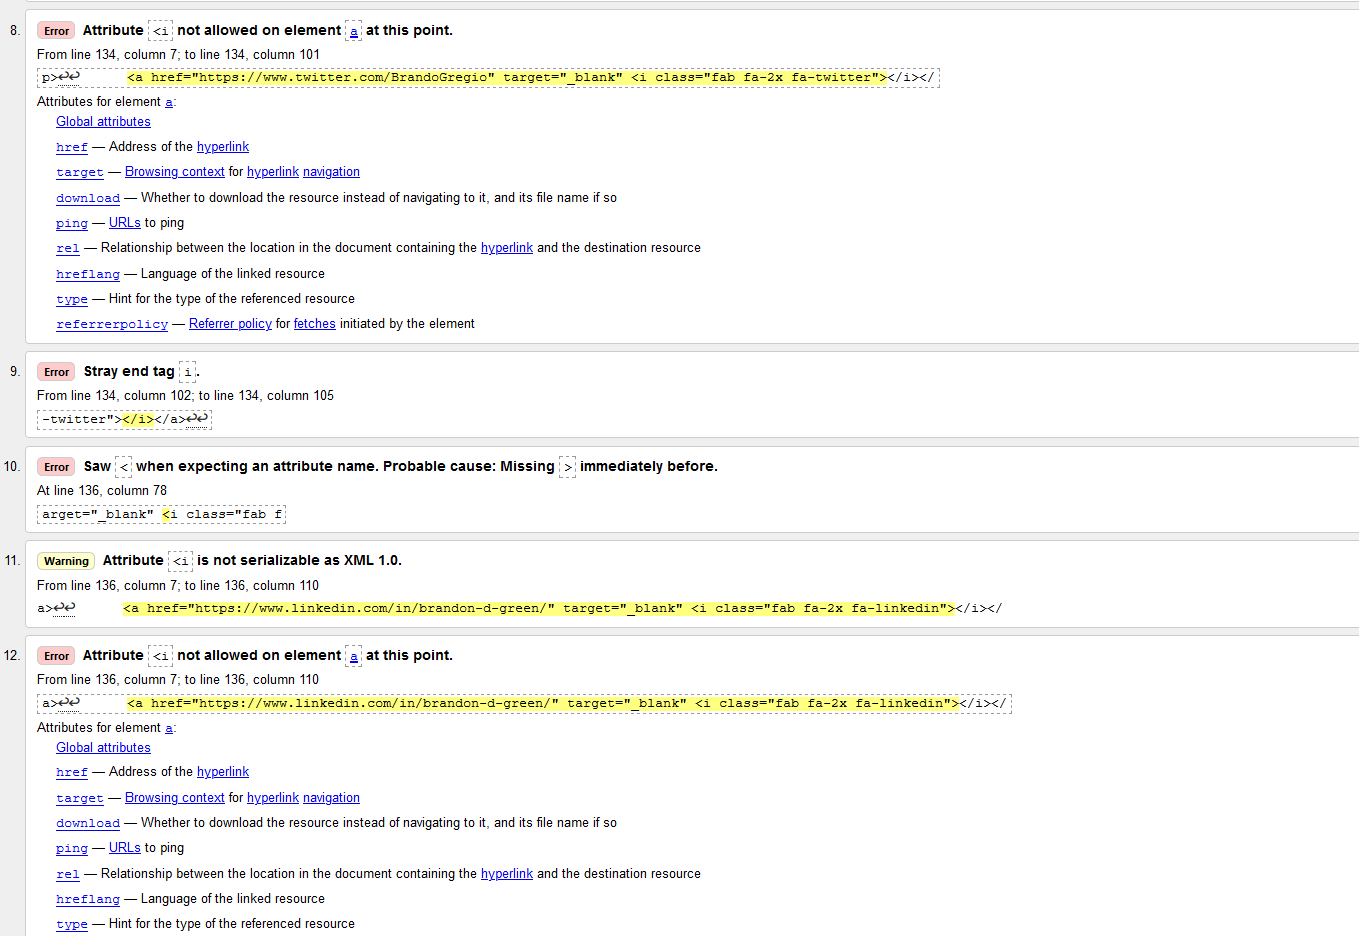 8. Error Attribute <i not allowed on element a at this point.
From line 134, column 7; to line 134, column 101
p>↩↩      <a href="https://www.twitter.com/BrandoGregio" target="_blank" <i class="fab fa-2x fa-twitter"></i></
Attributes for element a:
Global attributes
href — Address of the hyperlink
target — Browsing context for hyperlink navigation
download — Whether to download the resource instead of navigating to it, and its file name if so
ping — URLs to ping
rel — Relationship between the location in the document containing the hyperlink and the destination resource
hreflang — Language of the linked resource
type — Hint for the type of the referenced resource
referrerpolicy — Referrer policy for fetches initiated by the element
9. Error Stray end tag i.
From line 134, column 102; to line 134, column 105
-twitter"></i></a>↩↩
10. Error Saw < when expecting an attribute name. Probable cause: Missing > immediately before.
At line 136, column 78
arget="_blank" <i class="fab f
11. Warning Attribute <i is not serializable as XML 1.0.
From line 136, column 7; to line 136, column 110
a>↩↩      <a href="https://www.linkedin.com/in/brandon-d-green/" target="_blank" <i class="fab fa-2x fa-linkedin"></i></
12. Error Attribute <i not allowed on element a at this point.
From line 136, column 7; to line 136, column 110
a>↩↩      <a href="https://www.linkedin.com/in/brandon-d-green/" target="_blank" <i class="fab fa-2x fa-linkedin"></i></
Attributes for element a:
Global attributes
href — Address of the hyperlink
target — Browsing context for hyperlink navigation
download — Whether to download the resource instead of navigating to it, and its file name if so
ping — URLs to ping
rel — Relationship between the location in the document containing the hyperlink and the destination resource
hreflang — Language of the linked resource
type — Hint for the type of the referenced resource